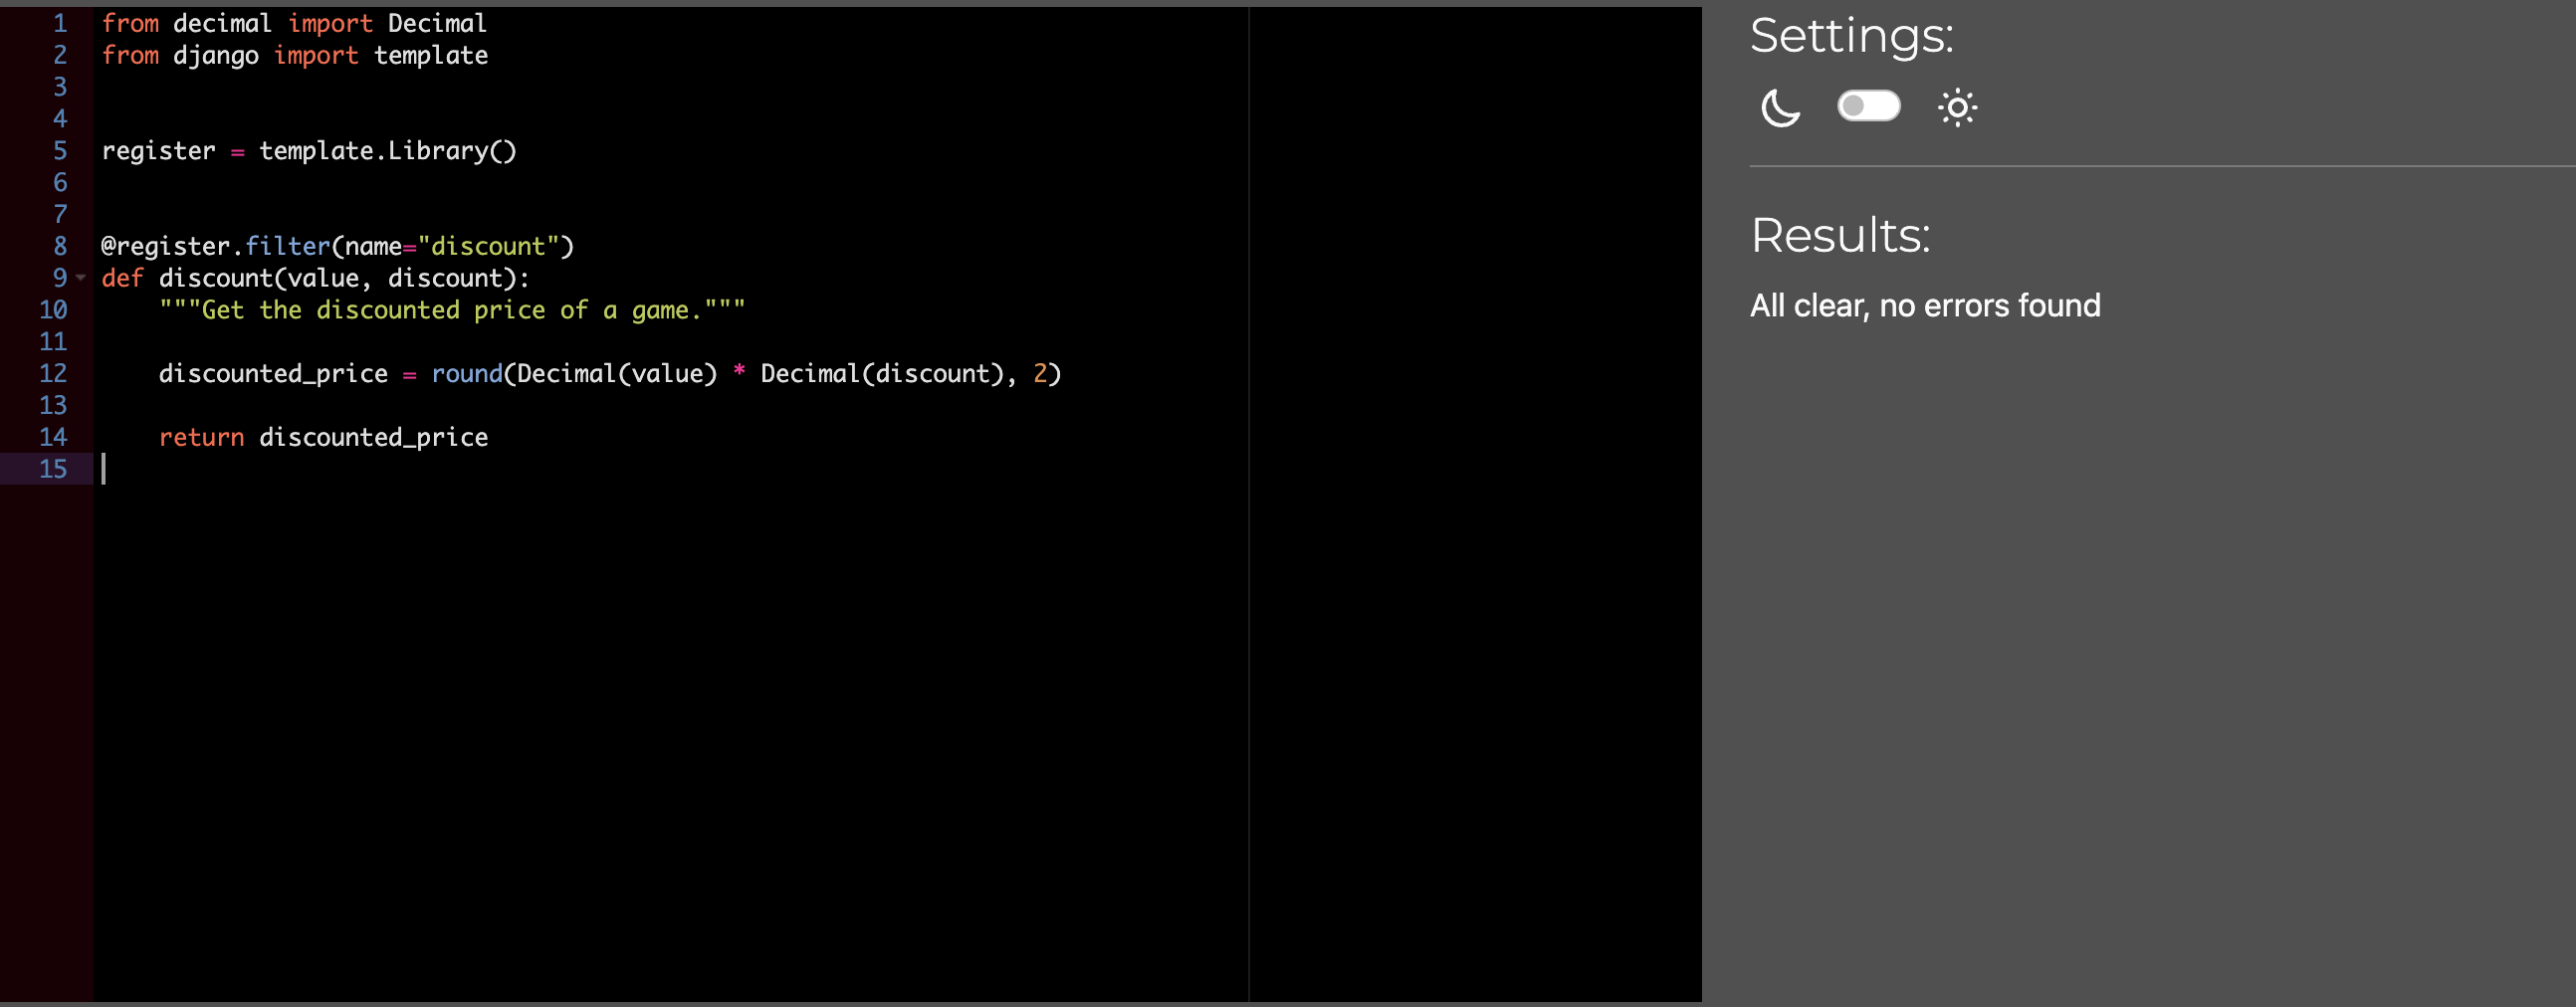 1 from decimal import Decimal
2 from django import template
3
4
5 register = template.Library()
6
7
8 @register.filter(name="discount")
9 def discount(value, discount):
10     """Get the discounted price of a game."""
11
12     discounted_price = round(Decimal(value) * Decimal(discount), 2)
13
14     return discounted_price
15
Settings:
Results:
All clear, no errors found